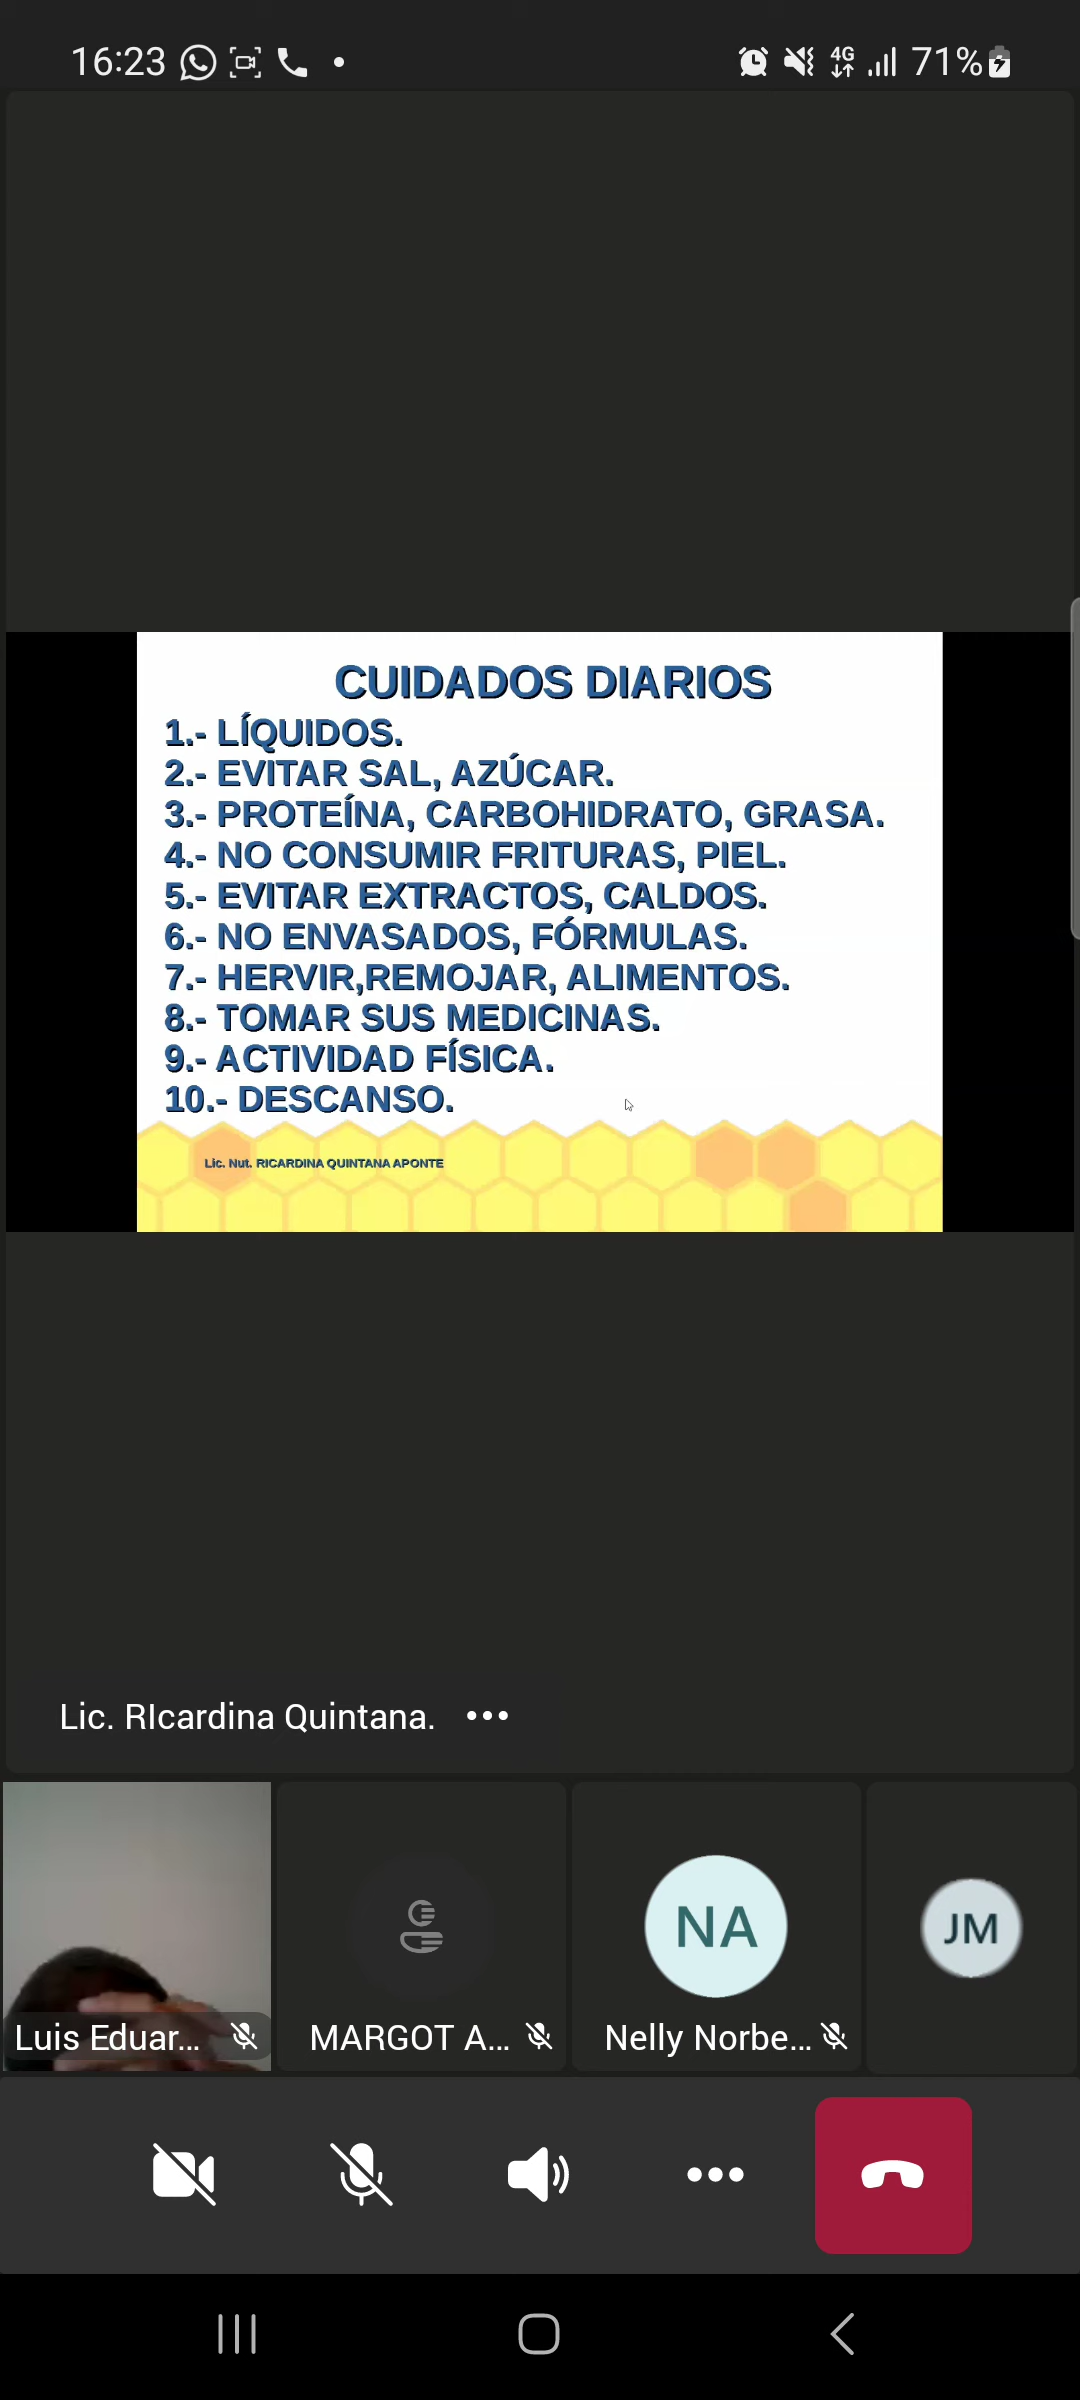 16:23
4G
71%
CUIDADOS DIARIOS
1.- LÍQUIDOS.
2.- EVITAR SAL, AZÚCAR.
3.- PROTEÍNA, CARBOHIDRATO, GRASA.
4.- NO CONSUMIR FRITURAS, PIEL.
5.- EVITAR EXTRACTOS, CALDOS.
6.- NO ENVASADOS, FÓRMULAS.
7.- HERVIR,REMOJAR, ALIMENTOS.
8.- TOMAR SUS MEDICINAS.
9.- ACTIVIDAD FÍSICA.
10.- DESCANSO.
Lic. Nut. RICARDINA QUINTANA APONTE
Lic. RIcardina Quintana.
NA
JM
Luis Eduar...
MARGOT A...
Nelly Norbe...